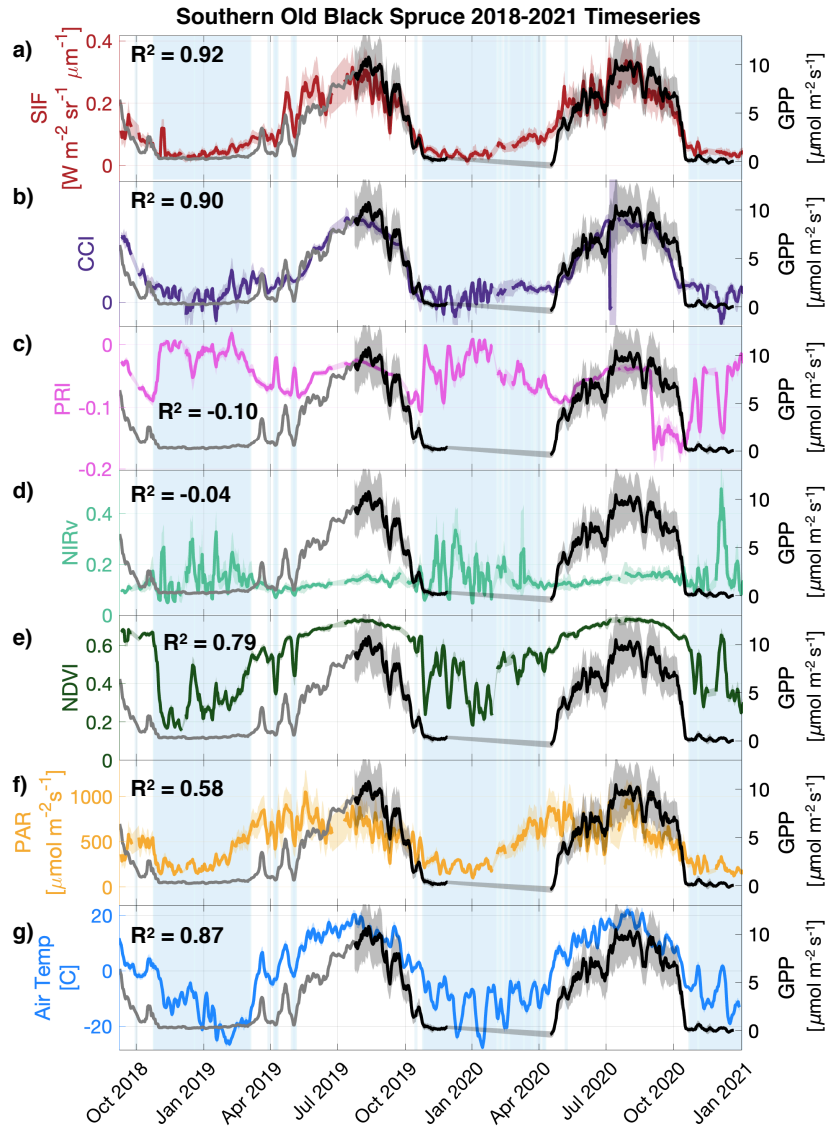 Southern Old Black Spruce 2018-2021 Timeseries
a)
R² = 0.92
SIF
[W m⁻² sr⁻¹ μm⁻¹]
0.4
0.2
0
10
5
0
GPP
[μmol m⁻² s⁻¹]
b)
R² = 0.90
CCI
0
10
5
0
GPP
[μmol m⁻² s⁻¹]
c)
R² = -0.10
PRI
0
-0.1
-0.2
10
5
0
GPP
[μmol m⁻² s⁻¹]
d)
R² = -0.04
NIRv
0.4
0.2
0
10
5
0
GPP
[μmol m⁻² s⁻¹]
e)
R² = 0.79
NDVI
0.6
0.4
0.2
0
10
5
0
GPP
[μmol m⁻² s⁻¹]
f)
R² = 0.58
PAR
[μmol m⁻² s⁻¹]
1000
500
0
10
5
0
GPP
[μmol m⁻² s⁻¹]
g)
R² = 0.87
Air Temp
[C]
20
0
-20
10
5
0
GPP
[μmol m⁻² s⁻¹]
Oct 2018
Jan 2019
Apr 2019
Jul 2019
Oct 2019
Jan 2020
Apr 2020
Jul 2020
Oct 2020
Jan 2021